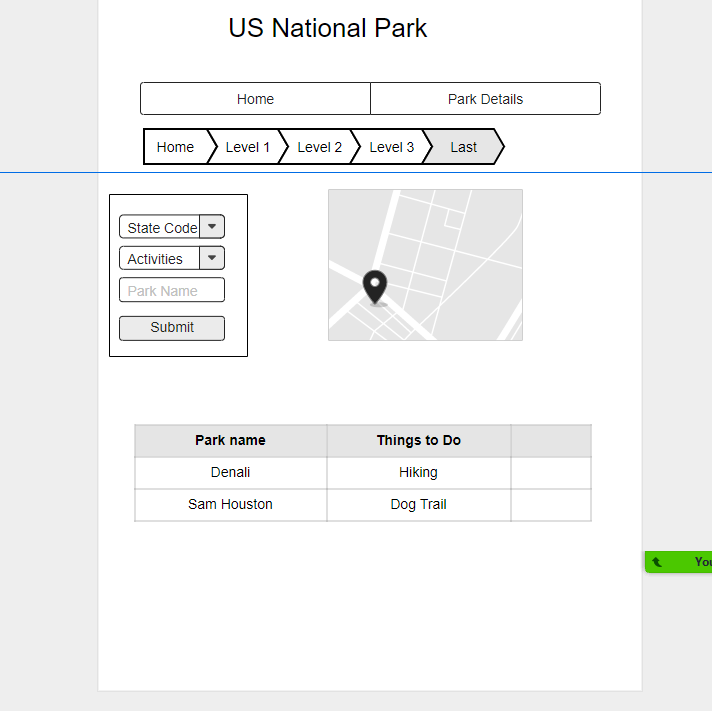 US National Park
Home Park Details
Home Level 1 Level 2 Level 3 Last
State Code
Activities
Park Name
Submit
Park name Things to Do
Denali Hiking
Sam Houston Dog Trail